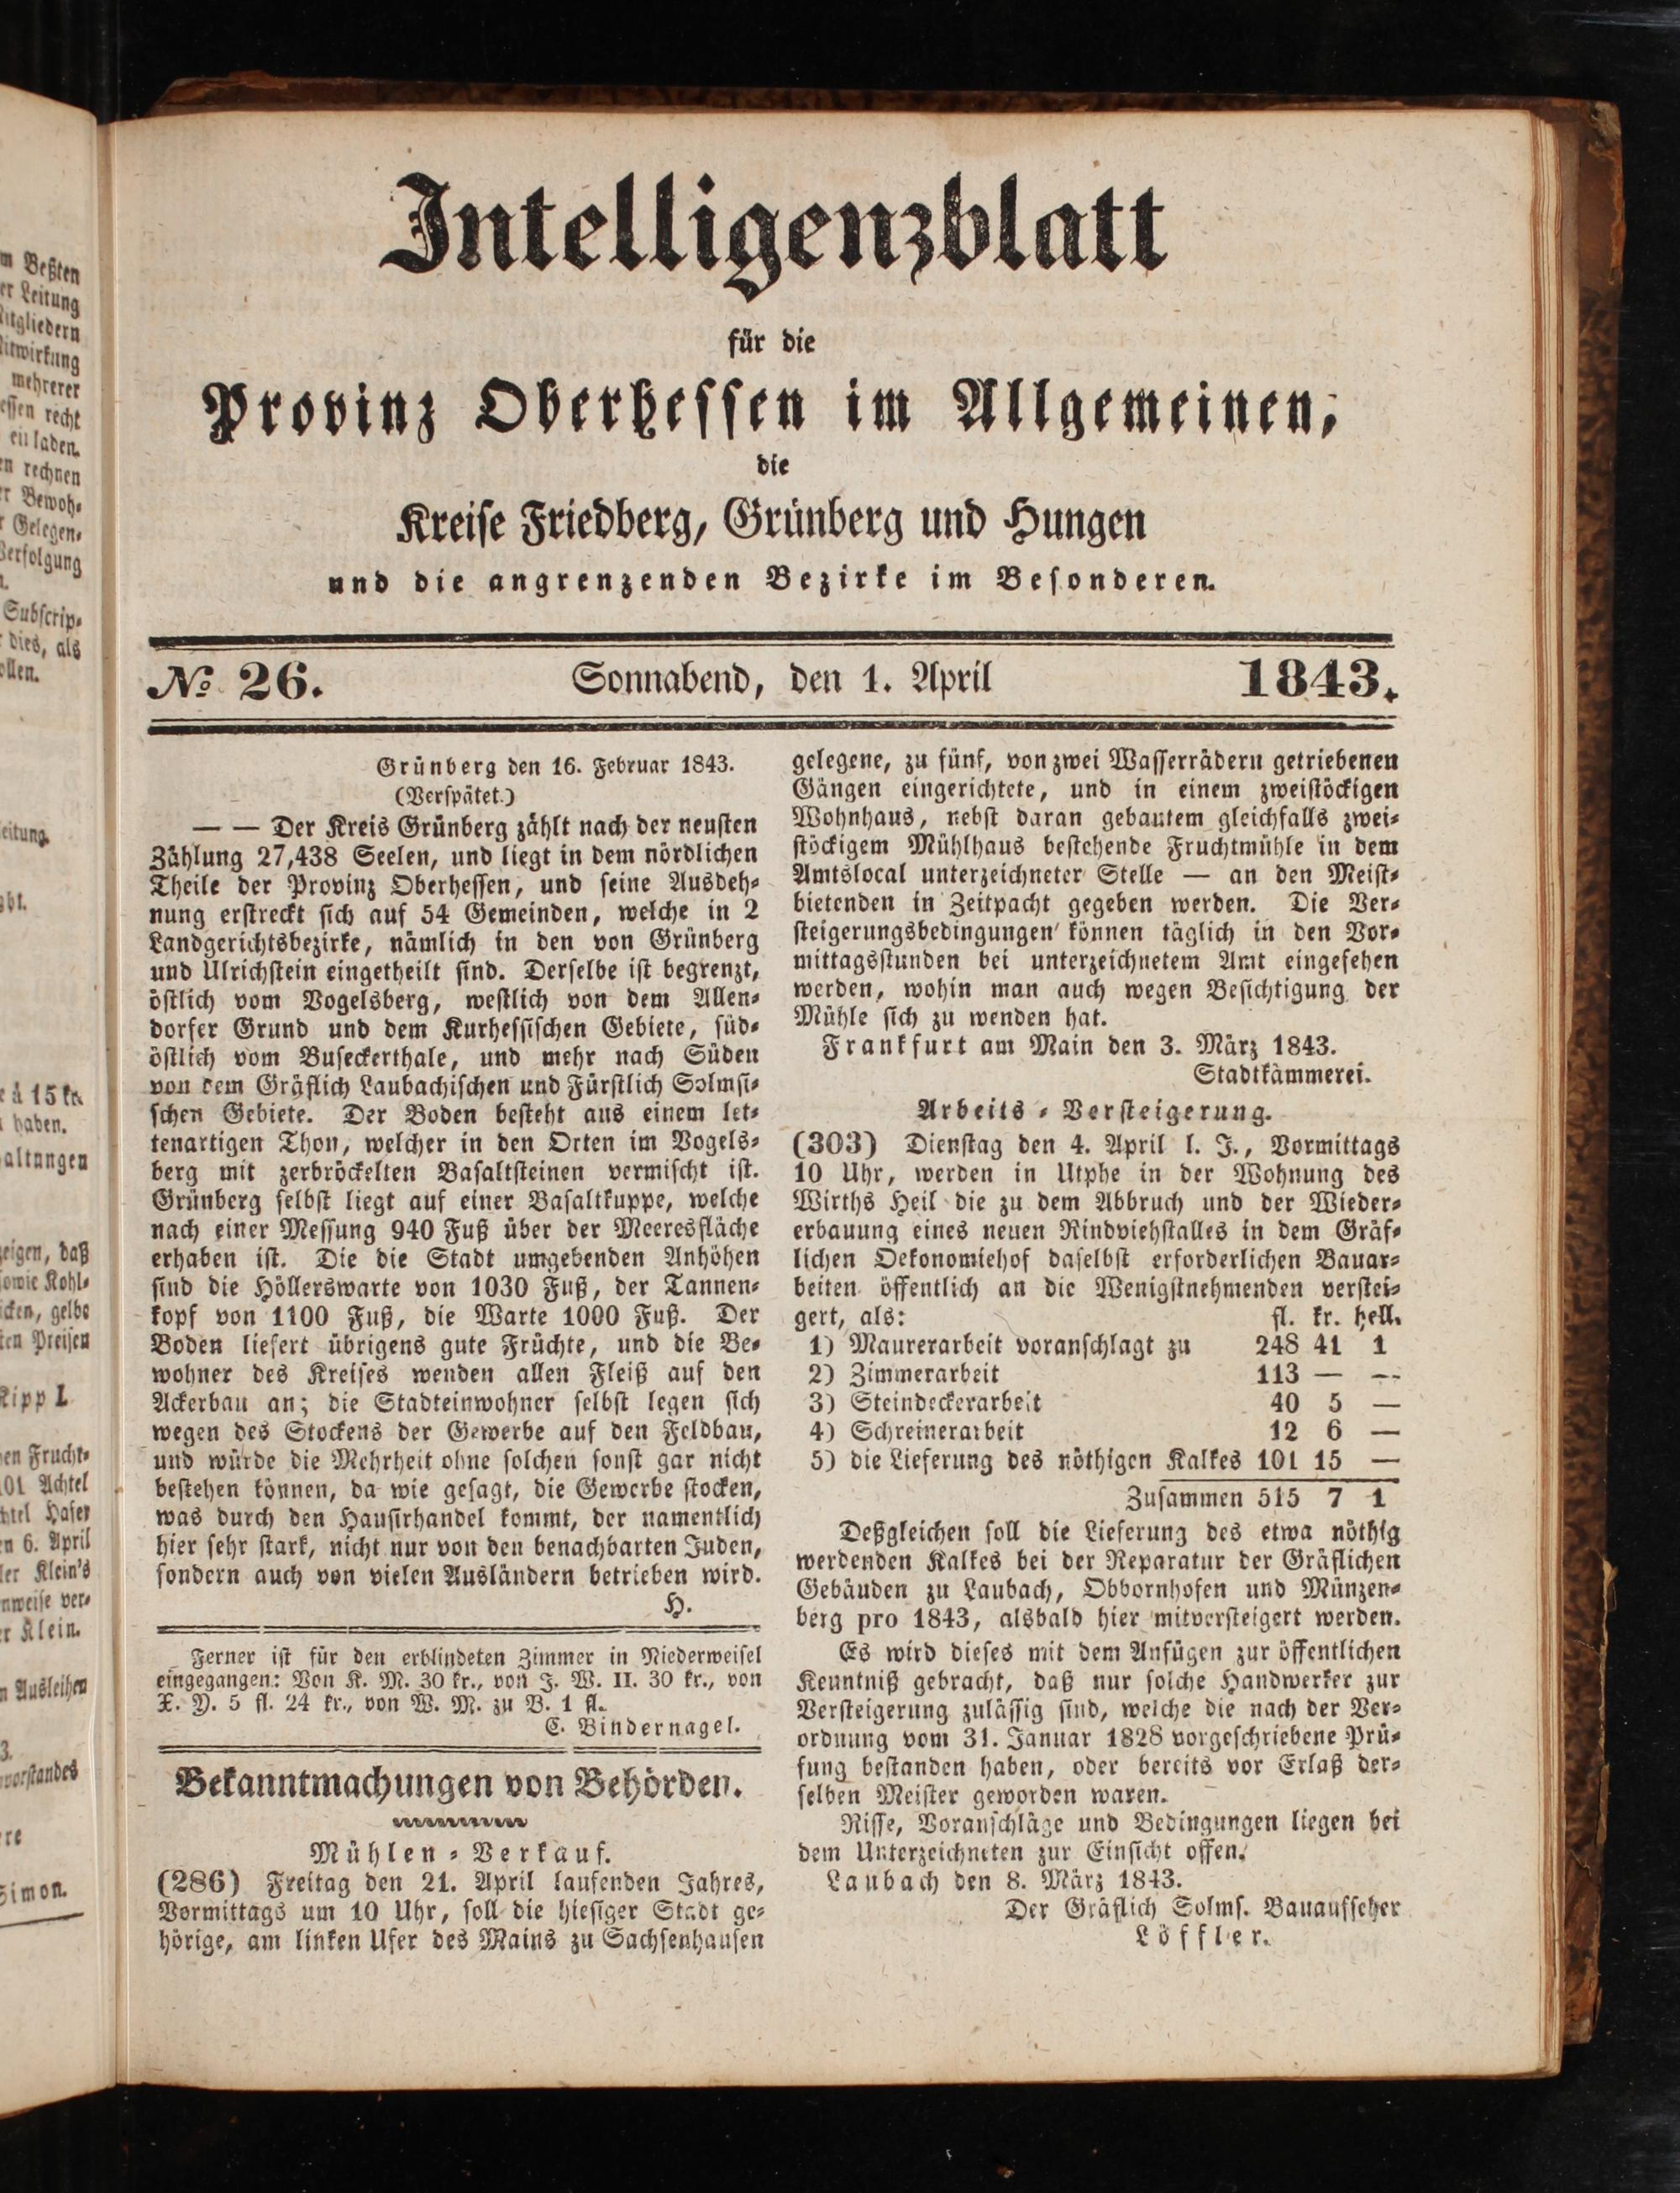 Intelligenzblatt
für die
Provinz Oberhessen im Allgemeinen,
die
Kreise Friedberg, Grünberg und Hungen
und die angrenzenden Bezirke im Besonderen.
No 26.
Sonnabend, den 1. April
1843.
Grünberg den 16. Februar 1843.
(Verspätet.)
— — Der Kreis Grünberg zählt nach der neusten
Zählung 27,438 Seelen, und liegt in dem nördlichen
Theile der Provinz Oberhessen, und seine Ausdeh-
nung erstreckt sich auf 54 Gemeinden, welche in 2
Landgerichtsbezirke, nämlich in den von Grünberg
und Ulrichstein eingetheilt sind. Derselbe ist begrenzt,
östlich vom Vogelsberg, westlich von dem Allen-
dorfer Grund und dem Kurhessischen Gebiete, süd-
östlich vom Buseckerthale, und mehr nach Süden
von dem Gräflich Laubachischen und Fürstlich Solmsi-
schen Gebiete. Der Boden besteht aus einem let-
tenartigen Thon, welcher in den Orten im Vogels-
berg mit zerbröckelten Basaltsteinen vermischt ist.
Grünberg selbst liegt auf einer Basaltkuppe, welche
nach einer Messung 940 Fuß über der Meeresfläche
erhaben ist. Die die Stadt umgebenden Anhöhen
sind die Höllerswarte von 1030 Fuß, der Tannen-
kopf von 1100 Fuß, die Warte 1000 Fuß. Der
Boden liefert übrigens gute Früchte, und die Be-
wohner des Kreises wenden allen Fleiß auf den
Ackerbau an; die Stadteinwohner selbst legen sich
wegen des Stockens der Gewerbe auf den Feldbau,
und würde die Mehrheit ohne solchen sonst gar nicht
bestehen können, da wie gesagt, die Gewerbe stocken,
was durch den Hausirhandel kommt, der namentlich
hier sehr stark, nicht nur von den benachbarten Juden,
sondern auch von vielen Ausländern betrieben wird.
H.
Ferner ist für den erblindeten Zimmer in Niederweisel
eingegangen: Von K. M. 30 kr., von J. W. II. 30 kr., von
X. Y. 5 fl. 24 kr., von W. M. zu B. 1 fl.
C. Bindernagel.
Bekanntmachungen von Behörden.
Mühlen-Verkauf.
(286) Freitag den 21. April laufenden Jahres,
Vormittags um 10 Uhr, soll die hiesiger Stadt ge-
hörige, am linken Ufer des Mains zu Sachsenhausen
gelegene, zu fünf, von zwei Wasserrädern getriebenen
Gängen eingerichtete, und in einem zweistöckigen
Wohnhaus, nebst daran gebautem gleichfalls zwei-
stöckigem Mühlhaus bestehende Fruchtmühle in dem
Amtslocal unterzeichneter Stelle — an den Meist-
bietenden in Zeitpacht gegeben werden. Die Ver-
steigerungsbedingungen können täglich in den Vor-
mittagsstunden bei unterzeichnetem Amt eingesehen
werden, wohin man auch wegen Besichtigung der
Mühle sich zu wenden hat.
Frankfurt am Main den 3. März 1843.
Stadtkämmerei.
Arbeits-Versteigerung.
(303) Dienstag den 4. April l. J., Vormittags
10 Uhr, werden in Utphe in der Wohnung des
Wirths Heil die zu dem Abbruch und der Wieder-
erbauung eines neuen Rindviehstalles in dem Gräf-
lichen Oekonomiehof daselbst erforderlichen Bauar-
beiten öffentlich an die Wenigstnehmenden verstei-
gert, als: fl. kr. hell.
1) Maurerarbeit voranschlagt zu 248 41 1
2) Zimmerarbeit 113 — —
3) Steindeckerarbeit 40 5 —
4) Schreinerarbeit 12 6 —
5) die Lieferung des nöthigen Kalkes 101 15 —
Zusammen 515 7 1
Deßgleichen soll die Lieferung des etwa nöthig
werdenden Kalkes bei der Reparatur der Gräflichen
Gebäuden zu Laubach, Obbornhofen und Münzen-
berg pro 1843, alsbald hier mitversteigert werden.
Es wird dieses mit dem Anfügen zur öffentlichen
Kenntniß gebracht, daß nur solche Handwerker zur
Versteigerung zulässig sind, welche die nach der Ver-
ordnung vom 31. Januar 1828 vorgeschriebene Prü-
fung bestanden haben, oder bereits vor Erlaß der-
selben Meister geworden waren.
Risse, Voranschläge und Bedingungen liegen bei
dem Unterzeichneten zur Einsicht offen.
Laubach den 8. März 1843.
Der Gräflich Solms. Bauaufseher
Löffler.